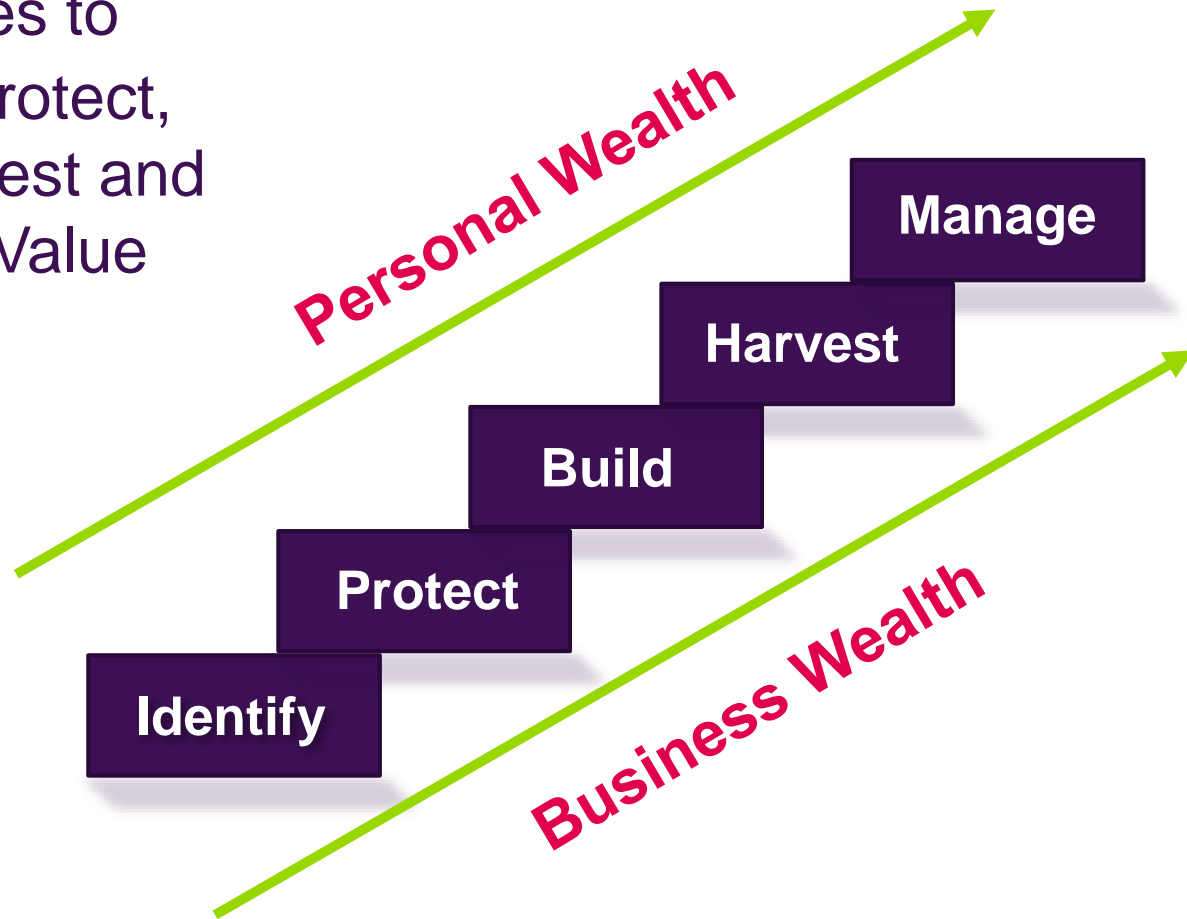 es to
rotect,
est and
Value
Personal Wealth
Manage
Harvest
Build
Protect
Identify
Business Wealth